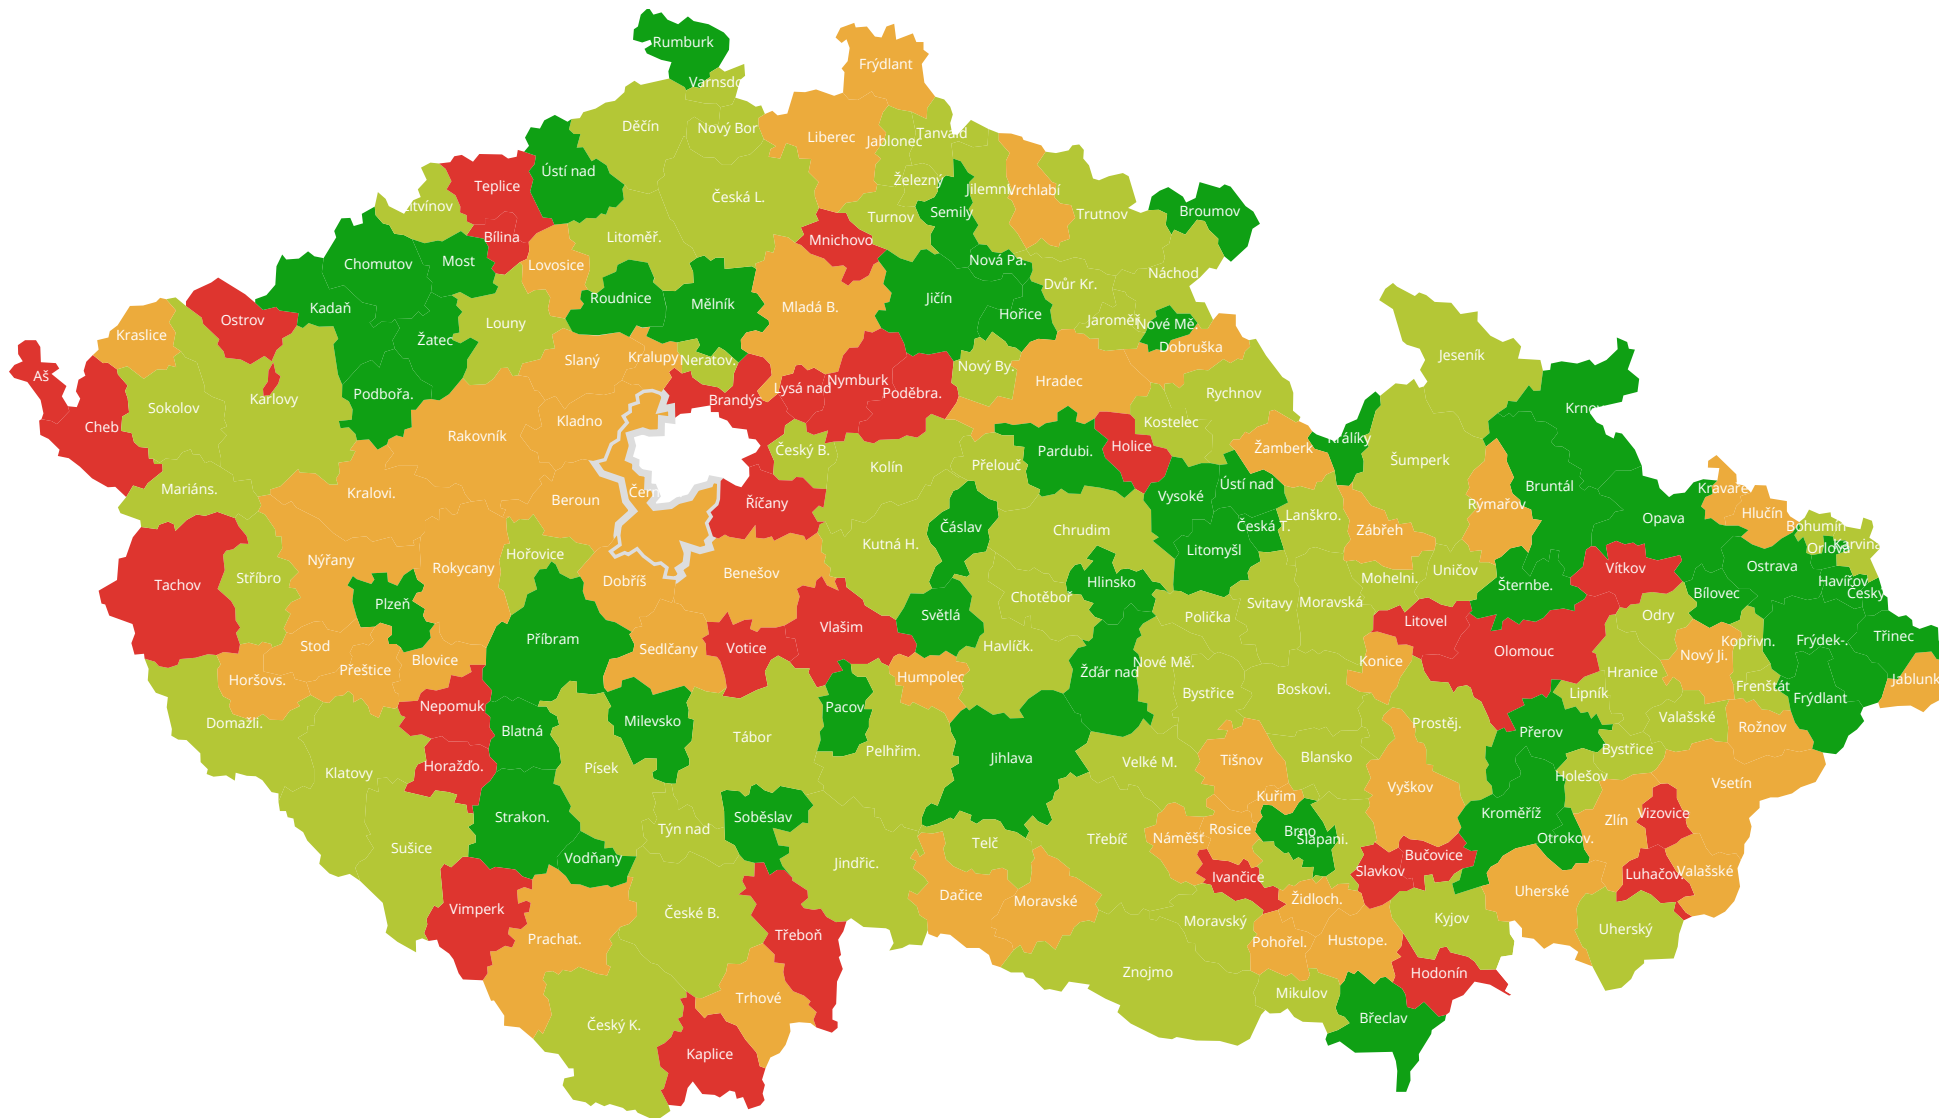 Rumburk
Frýdlant
Varnsdo
Děčín
Nový Bor
Liberec
Jablonec
Tanvald
Ústí nad
Teplice
Železný
Jilemni
Vrchlabí
Česká L.
Litvínov
Turnov
Semily
Trutnov
Broumov
Bílina
Litoměř.
Mnichovo
Chomutov
Most
Lovosice
Nová Pa.
Náchod
Dvůr Kr.
Kadaň
Roudnice
Mělník
Mladá B.
Jičín
Hořice
Jaroměř
Nové Mě.
Ostrov
Louny
Kraslice
Žatec
Dobruška
Slaný
Kralupy
Neratov.
Nový By.
Jeseník
Aš
Hradec
Nymburk
Lysá nad
Poděbra.
Podbořa.
Karlovy
Brandýs
Rychnov
Sokolov
Krnov
Cheb
Kladno
Kostelec
Rakovník
Králíky
Holice
Žamberk
Český B.
Pardubi.
Kolín
Přelouč
Šumperk
Mariáns.
Kralovi.
Beroun
Čern
Říčany
Vysoké
Ústí nad
Bruntál
Kravaře
Rýmařov
Hlučín
Lanškro.
Opava
Čáslav
Chrudim
Česká T.
Zábřeh
Bohumín
Kutná H.
Litomyšl
Orlová
Karviná
Hořovice
Nýřany
Rokycany
Stříbro
Tachov
Dobříš
Benešov
Hlinsko
Mohelni.
Uničov
Vítkov
Ostrava
Havířov
Šternbe.
Bílovec
Český
Plzeň
Chotěboř
Svitavy
Moravská
Světlá
Polička
Odry
Litovel
Vlašim
Příbram
Třinec
Frýdek-.
Kopřivn.
Stod
Sedlčany
Votice
Havlíčk.
Olomouc
Nový Ji.
Blovice
Přeštice
Nové Mě.
Konice
Žďár nad
Hranice
Horšovs.
Humpolec
Jablunk
Frenštát
Boskovi.
Bystřice
Lipník
Frýdlant
Nepomuk
Pacov
Valašské
Domažli.
Milevsko
Prostěj.
Rožnov
Blatná
Přerov
Tábor
Pelhřim.
Bystřice
Jihlava
Blansko
Tišnov
Velké M.
Horažďo.
Písek
Klatovy
Holešov
Vsetín
Vyškov
Kuřim
Strakon.
Soběslav
Kroměříž
Vizovice
Zlín
Týn nad
Rosice
Brno
Šlapani.
Náměšť
Třebíč
Otrokov.
Telč
Sušice
Vodňany
Jindřic.
Bučovice
Slavkov
Ivančice
Luhačov.
Valašské
Uherské
Dačice
Moravské
Židloch.
Vimperk
České B.
Kyjov
Moravský
Uherský
Třeboň
Prachat.
Pohořel.
Hustope.
Znojmo
Hodonín
Mikulov
Trhové
Břeclav
Český K.
Kaplice